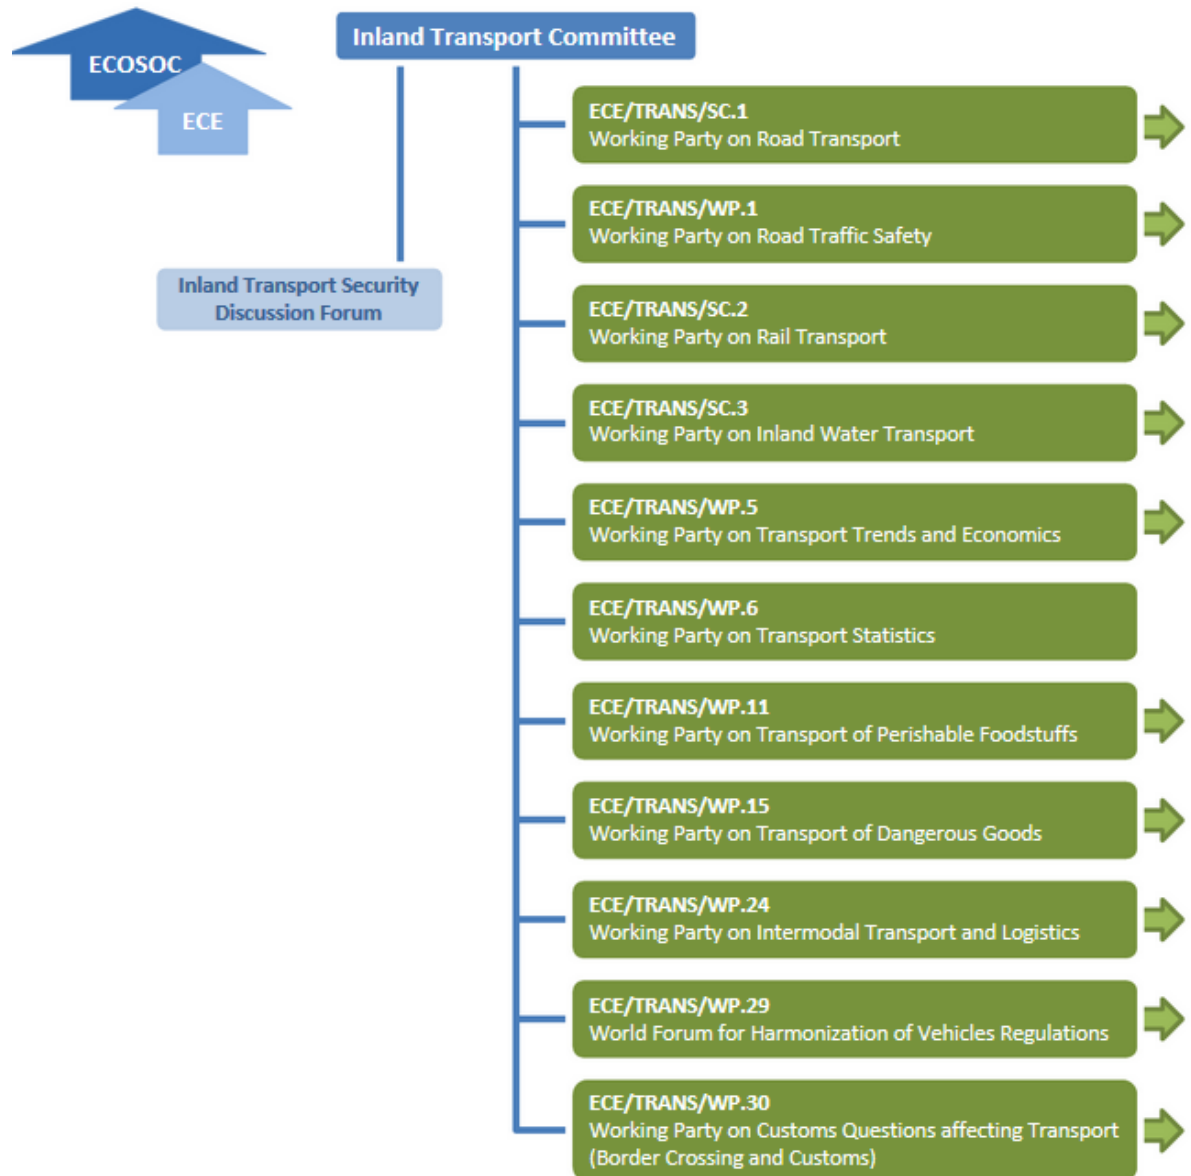 ECOSOC
ECE
Inland Transport Committee
Inland Transport Security
Discussion Forum
ECE/TRANS/SC.1
Working Party on Road Transport
ECE/TRANS/WP.1
Working Party on Road Traffic Safety
ECE/TRANS/SC.2
Working Party on Rail Transport
ECE/TRANS/SC.3
Working Party on Inland Water Transport
ECE/TRANS/WP.5
Working Party on Transport Trends and Economics
ECE/TRANS/WP.6
Working Party on Transport Statistics
ECE/TRANS/WP.11
Working Party on Transport of Perishable Foodstuffs
ECE/TRANS/WP.15
Working Party on Transport of Dangerous Goods
ECE/TRANS/WP.24
Working Party on Intermodal Transport and Logistics
ECE/TRANS/WP.29
World Forum for Harmonization of Vehicles Regulations
ECE/TRANS/WP.30
Working Party on Customs Questions affecting Transport
(Border Crossing and Customs)